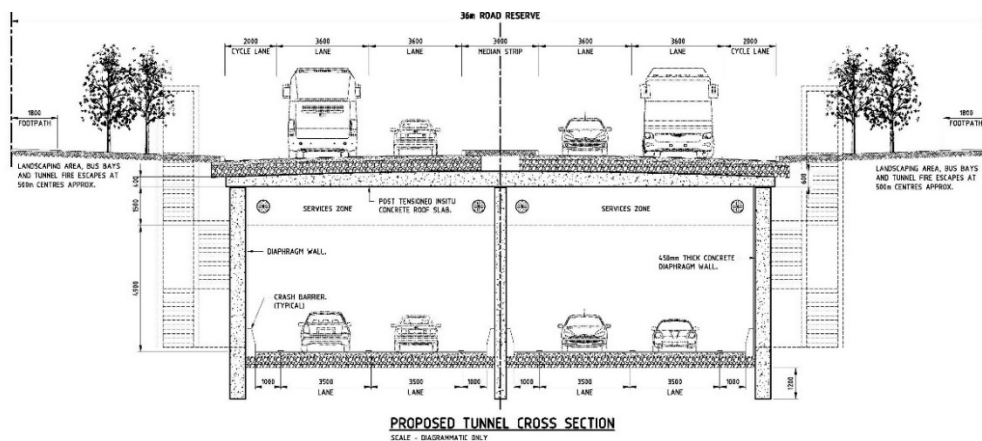 36m ROAD RESERVE
2000 3600 3600 3600 3600 3600 2000
CYCLE LANE LANE LANE MEDIAN STRIP LANE LANE CYCLE LANE
1800
FOOTPATH
1800
FOOTPATH
LANDSCAPING AREA, BUS BAYS
AND TUNNEL FIRE ESCAPES AT
500m CENTRES APPROX.
LANDSCAPING AREA, BUS BAYS
AND TUNNEL FIRE ESCAPES AT
500m CENTRES APPROX.
400
600
1500
POST TENSIONED INSITU
CONCRETE ROOF SLAB.
SERVICES ZONE
SERVICES ZONE
DIAPHRAGM WALL.
450mm THICK CONCRETE
DIAPHRAGM WALL.
4900
CRASH BARRIER.
(TYPICAL)
1000 3500 3500 1000 1000 3500 3500 1000
LANE LANE LANE LANE
1200
PROPOSED TUNNEL CROSS SECTION
SCALE - DIAGRAMMATIC ONLY